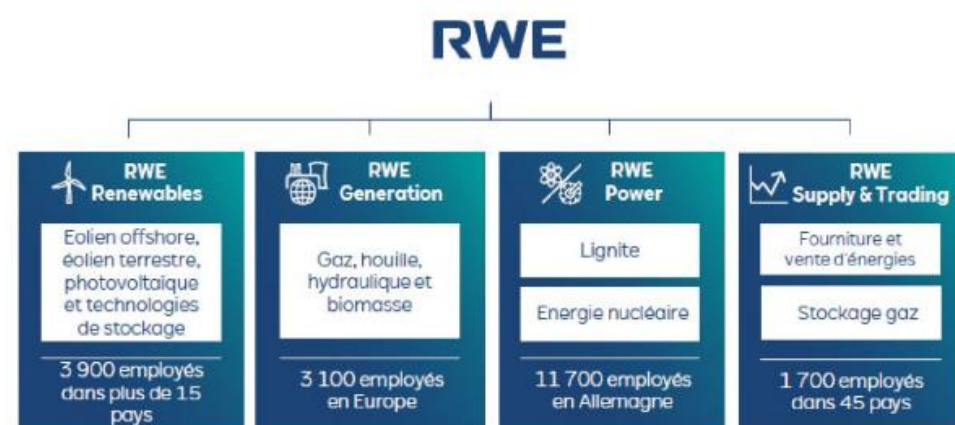 RWE
RWE
Renewables
Eolien offshore,
éolien terrestre,
photovoltaïque
et technologies
de stockage
3 900 employés
dans plus de 15
pays
RWE
Generation
Gaz, houille,
hydraulique et
biomasse
3 100 employés
en Europe
RWE
Power
Lignite
Energie nucléaire
11 700 employés
en Allemagne
RWE
Supply & Trading
Fourniture et
vente d'énergies
Stockage gaz
1 700 employés
dans 45 pays